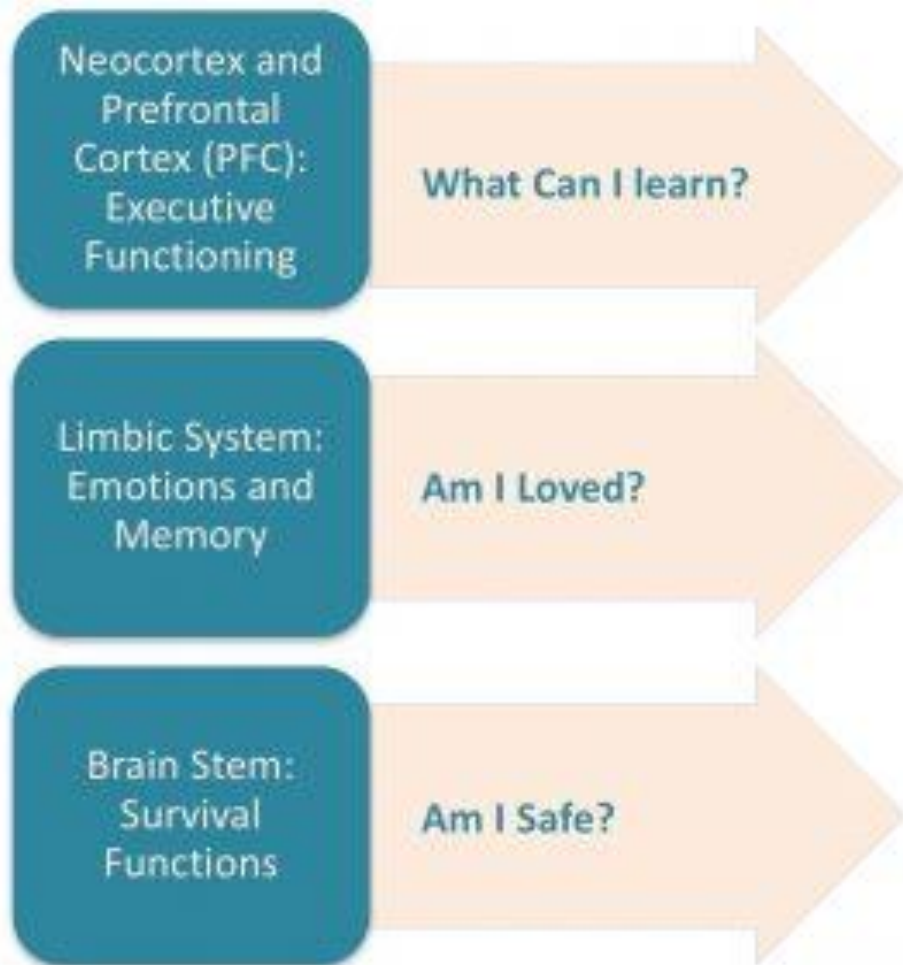 Neocortex and
Prefrontal
Cortex (PFC):
Executive
Functioning
What Can I learn?
Limbic System:
Emotions and
Memory
Am I Loved?
Brain Stem:
Survival
Functions
Am I Safe?